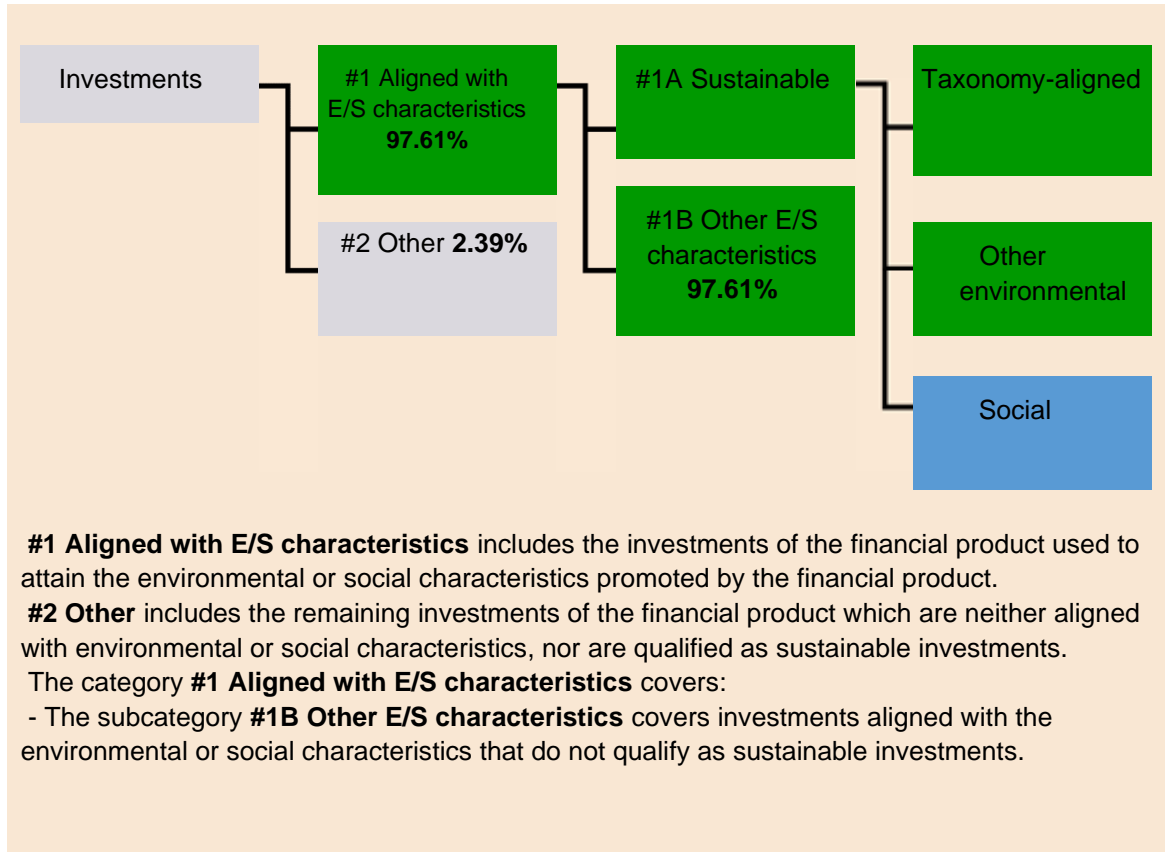 Investments
#1 Aligned with
E/S characteristics
97.61%
#2 Other 2.39%
#1A Sustainable
#1B Other E/S
characteristics
97.61%
Taxonomy-aligned
Other
environmental
Social
#1 Aligned with E/S characteristics includes the investments of the financial product used to
attain the environmental or social characteristics promoted by the financial product.
#2 Other includes the remaining investments of the financial product which are neither aligned
with environmental or social characteristics, nor are qualified as sustainable investments.
The category #1 Aligned with E/S characteristics covers:
- The subcategory #1B Other E/S characteristics covers investments aligned with the
environmental or social characteristics that do not qualify as sustainable investments.